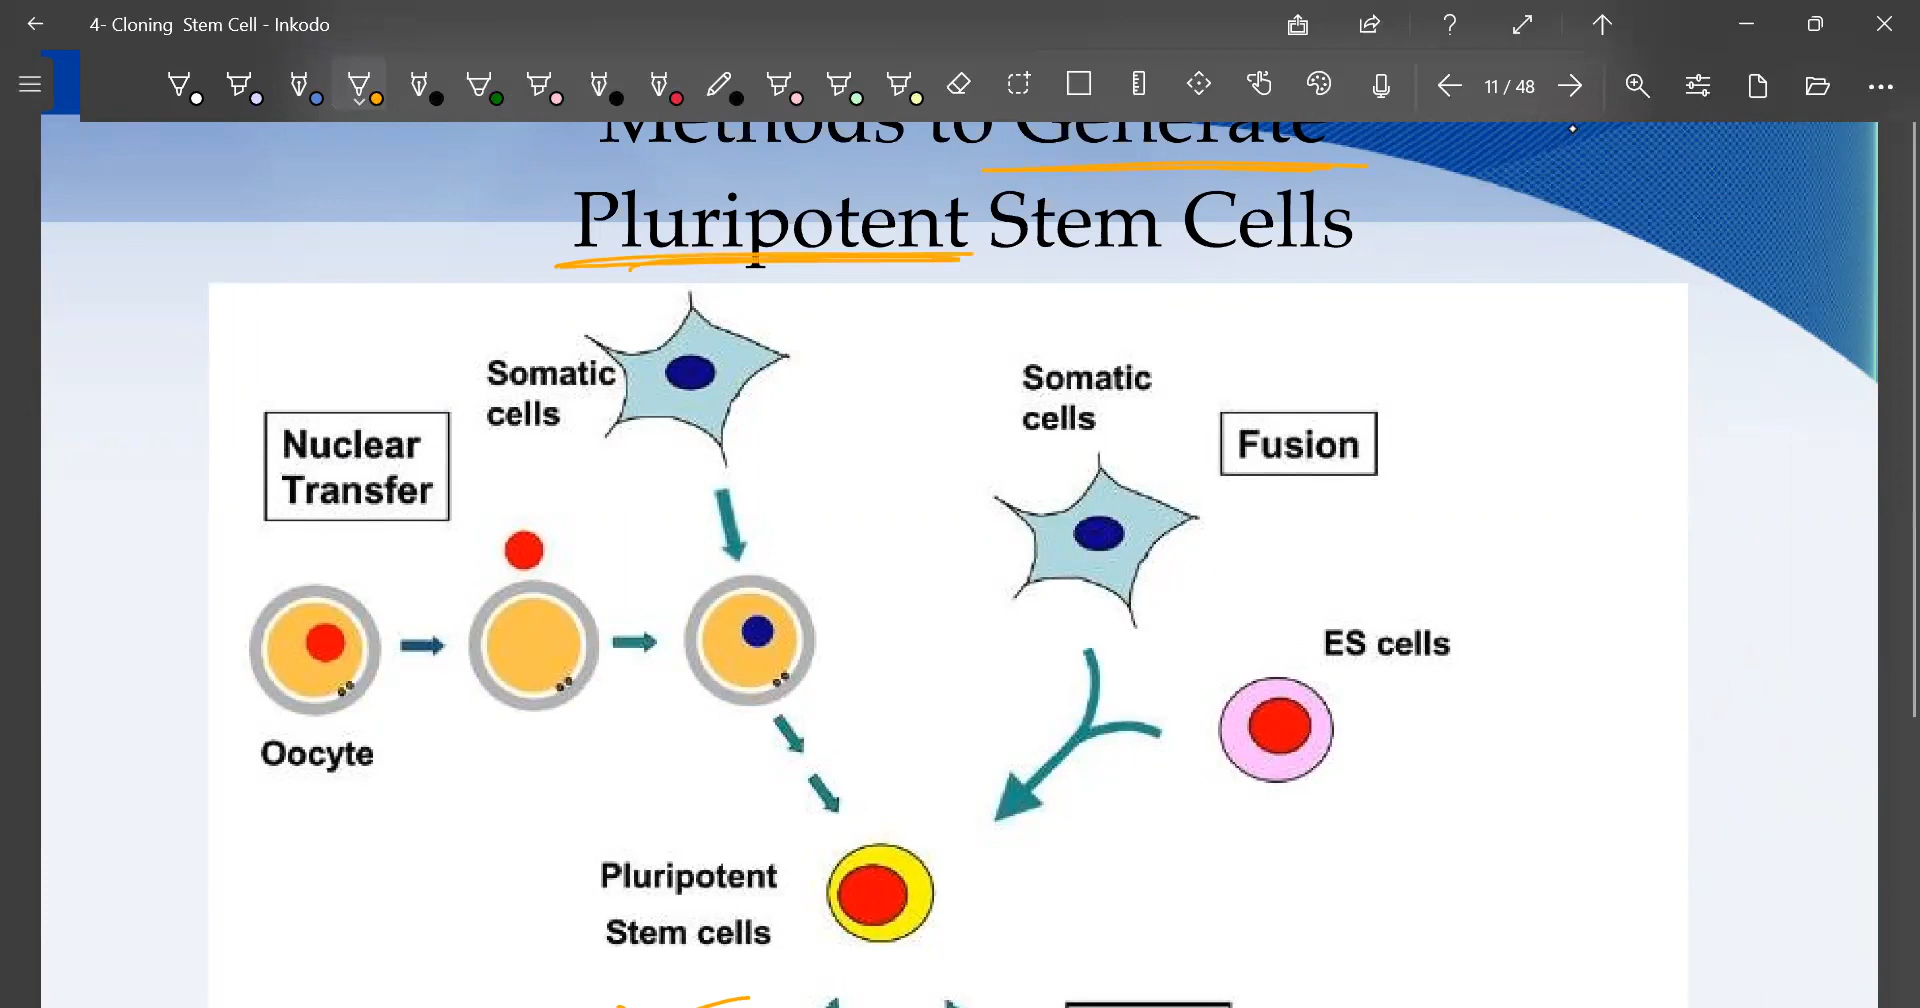 4- Cloning  Stem Cell - Inkodo
11 / 48
Methods to Generate
Pluripotent Stem Cells
Somatic
cells
Nuclear
Transfer
Oocyte
Somatic
cells
Fusion
ES cells
Pluripotent
Stem cells